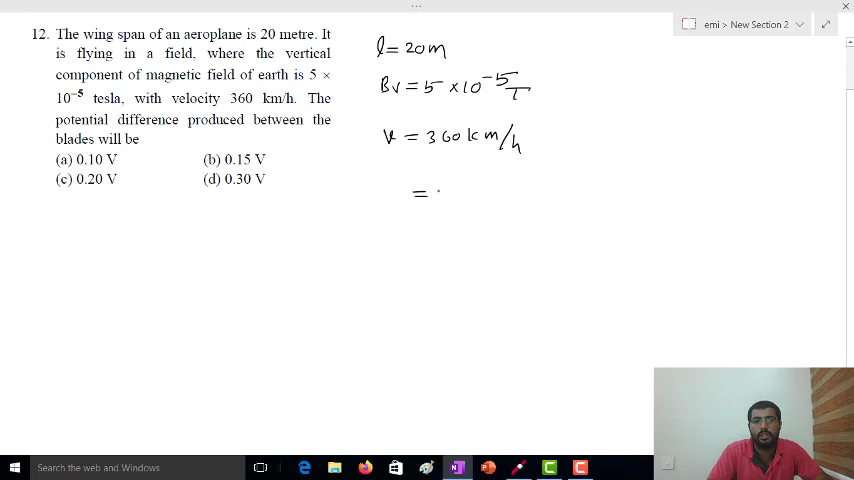 emi > New Section 2
12. The wing span of an aeroplane is 20 metre. It
is flying in a field, where the vertical
component of magnetic field of earth is 5 ×
10⁻⁵ tesla, with velocity 360 km/h. The
potential difference produced between the
blades will be
(a) 0.10 V (b) 0.15 V
(c) 0.20 V (d) 0.30 V
l = 20m
Bv = 5 × 10⁻⁵ T
v = 360 km/h
=
Search the web and Windows